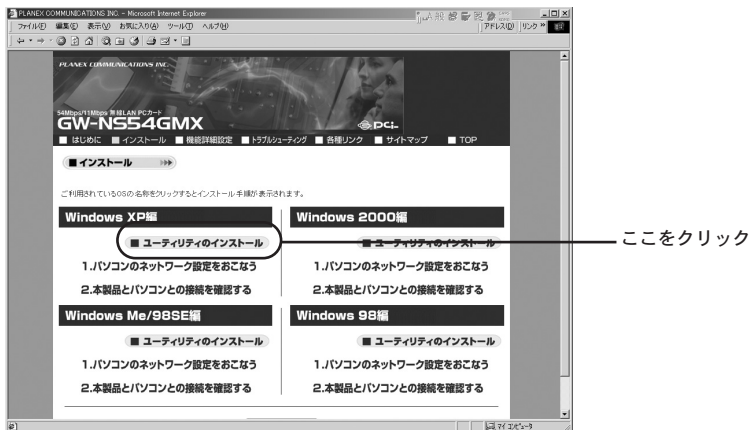 PLANEX COMMUNICATIONS INC. - Microsoft Internet Explorer
ファイル(F) 編集(E) 表示(V) お気に入り(A) ツール(T) ヘルプ(H)
アドレス(D) リンク »
PLANEX COMMUNICATIONS INC.
54Mbps/11Mbps 無線LAN PCカード
GW-NS54GMX
PCi
■ はじめに ■ インストール ■ 機能詳細設定 ■ トラブルシューティング ■ 各種リンク ■ サイトマップ ■ TOP
■ インストール
ご利用されているOSの名称をクリックするとインストール手順が表示されます。
Windows XP編
■ ユーティリティのインストール
1.パソコンのネットワーク設定をおこなう
2.本製品とパソコンとの接続を確認する
Windows 2000編
■ ユーティリティのインストール
1.パソコンのネットワーク設定をおこなう
2.本製品とパソコンとの接続を確認する
ここをクリック
Windows Me/98SE編
■ ユーティリティのインストール
1.パソコンのネットワーク設定をおこなう
2.本製品とパソコンとの接続を確認する
Windows 98編
■ ユーティリティのインストール
1.パソコンのネットワーク設定をおこなう
2.本製品とパソコンとの接続を確認する
マイ コンピュータ